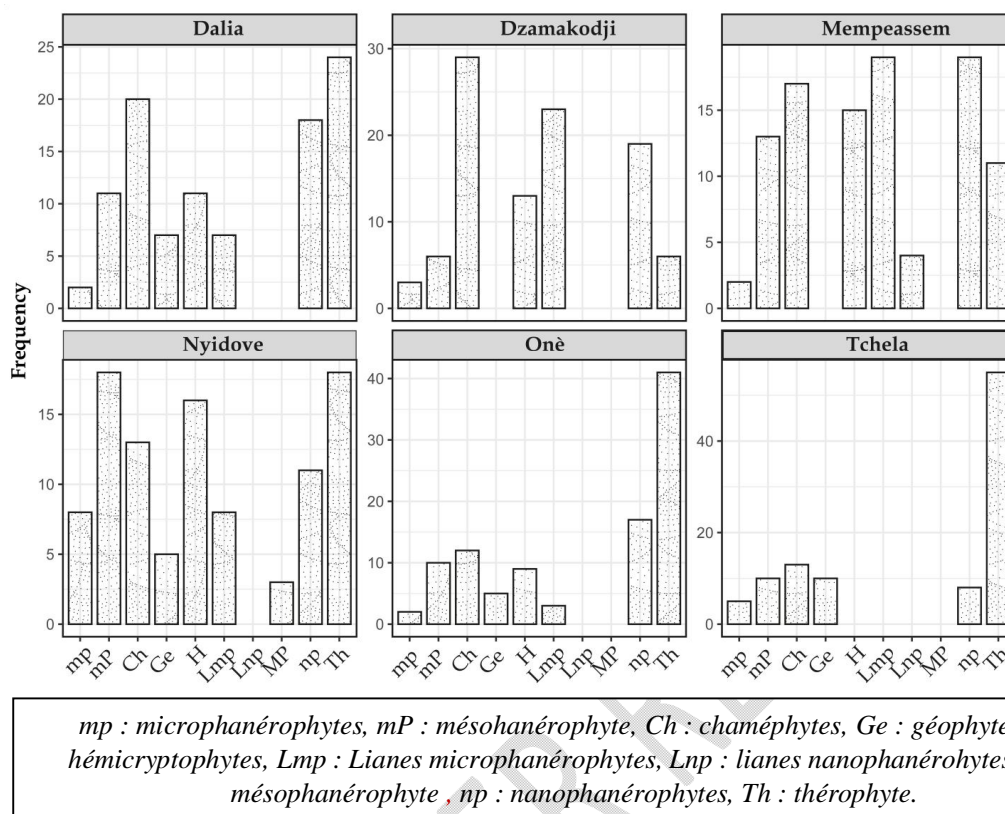 Dalia
Dzamakodji
Mempeassem
25
20
15
10
5
0
30
20
10
0
15
10
5
0
Frequency
Nyidove
Onè
Tchela
15
10
5
0
40
30
20
10
0
40
20
0
mp mP Ch Ge H Lmp Lnp MP np Th
mp mP Ch Ge H Lmp Lnp MP np Th
mp mP Ch Ge H Lmp Lnp MP np Th
mp : microphanérophytes, mP : mésohanérophyte, Ch : chaméphytes, Ge : géophyte
hémicryptophytes, Lmp : Lianes microphanérophytes, Lnp : lianes nanophanérohytes
mésophanérophyte , np : nanophanérophytes, Th : thérophyte.